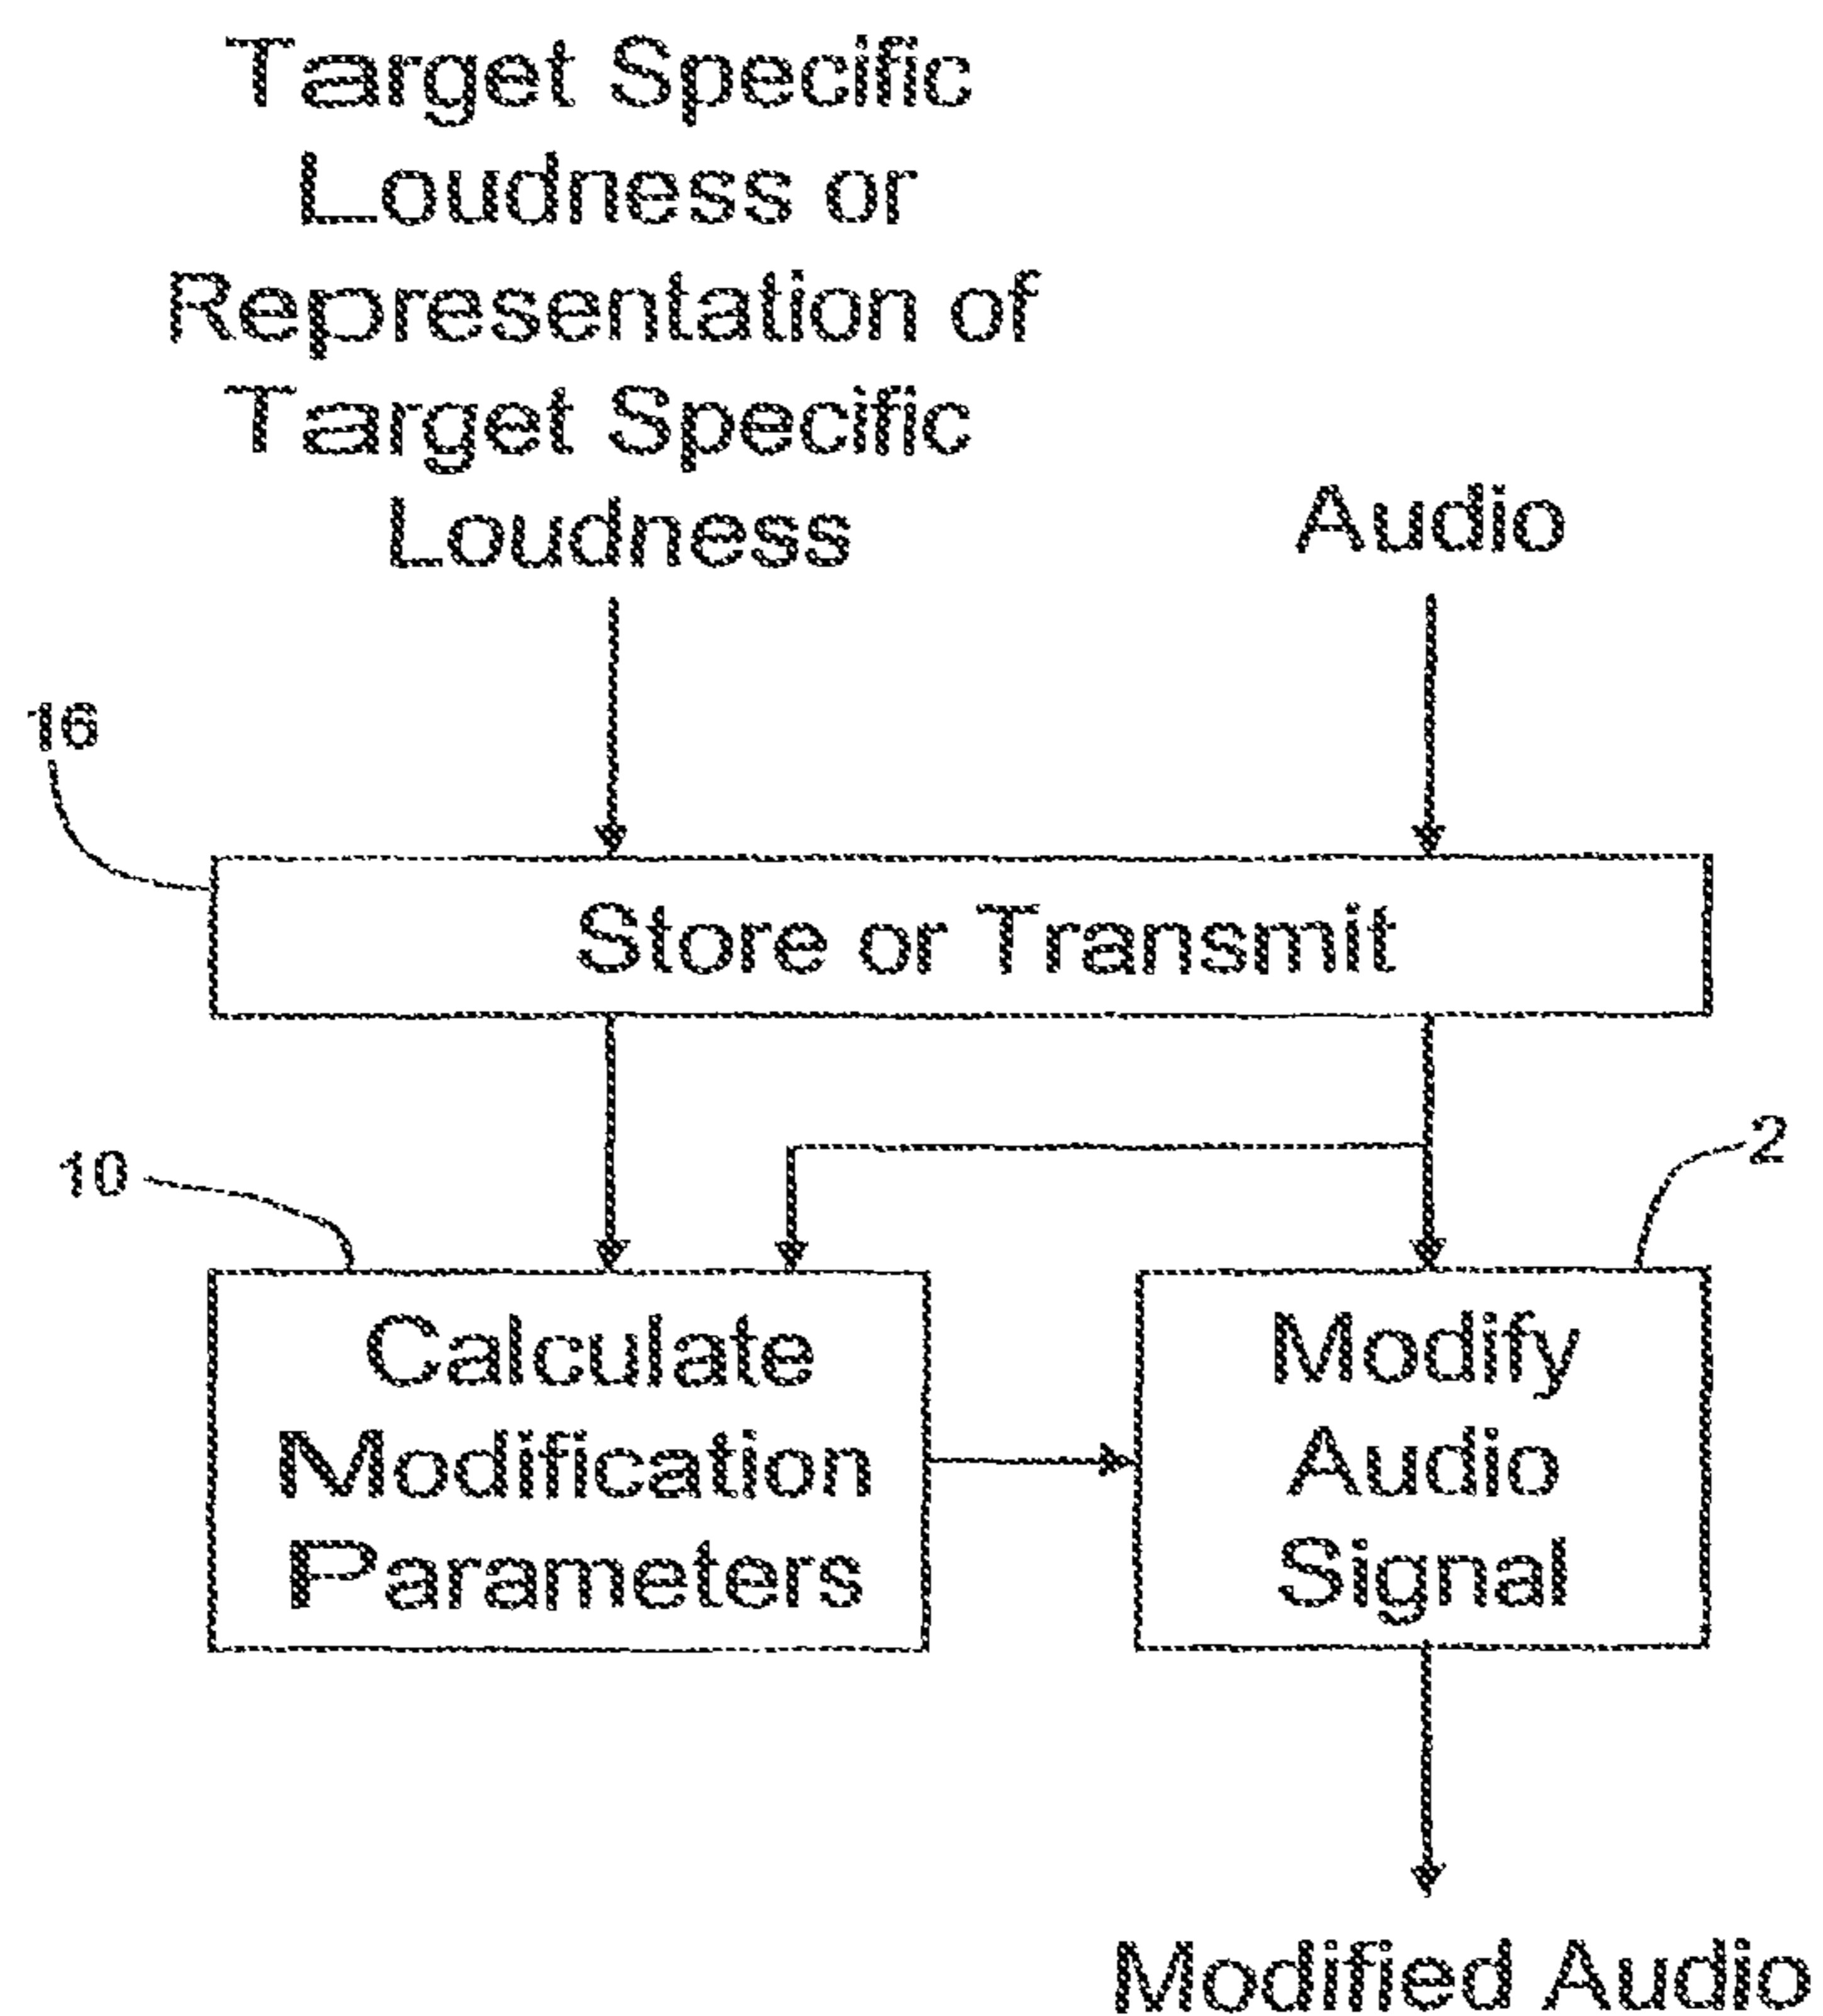 Target Specific
Loudness or
Representation of
Target Specific
Loudness
Audio
16
Store or Transmit
10
2
Calculate
Modification
Parameters
Modify
Audio
Signal
Modified Audio